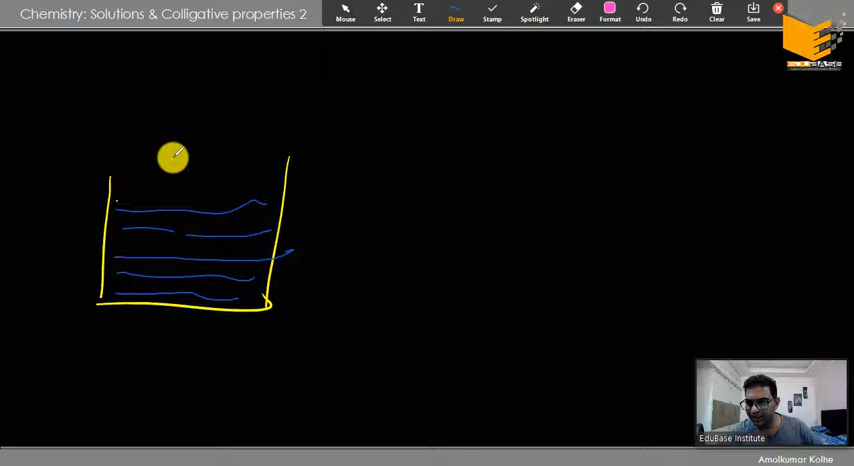 Chemistry: Solutions & Colligative properties 2
Mouse
Select
Text
Draw
Stamp
Spotlight
Eraser
Format
Undo
Redo
Clear
Save
EDUBASE
EduBase Institute
Amolkumar Kolhe